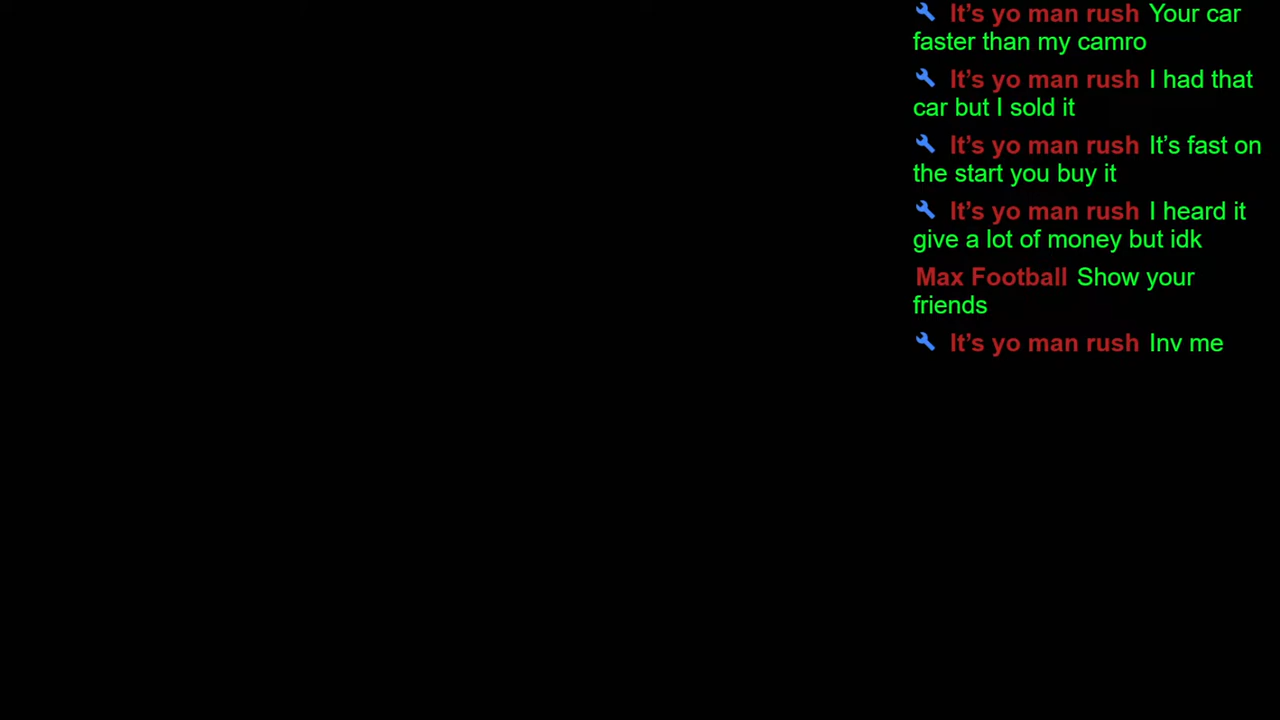 It’s yo man rush Your car
faster than my camro
It’s yo man rush I had that
car but I sold it
It’s yo man rush It’s fast on
the start you buy it
It’s yo man rush I heard it
give a lot of money but idk
Max Football Show your
friends
It’s yo man rush Inv me